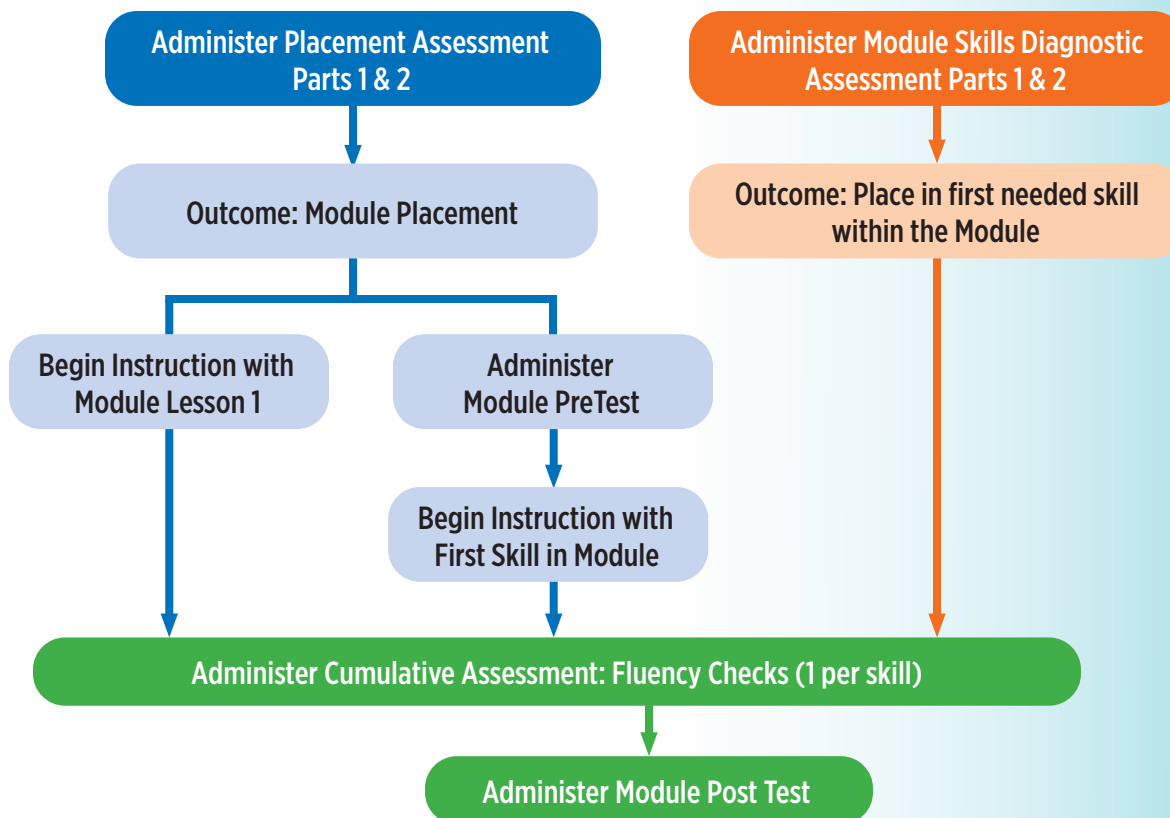 Administer Placement Assessment
Parts 1 & 2
Administer Module Skills Diagnostic
Assessment Parts 1 & 2
Outcome: Module Placement
Outcome: Place in first needed skill
within the Module
Begin Instruction with
Module Lesson 1
Administer
Module PreTest
Begin Instruction with
First Skill in Module
Administer Cumulative Assessment: Fluency Checks (1 per skill)
Administer Module Post Test